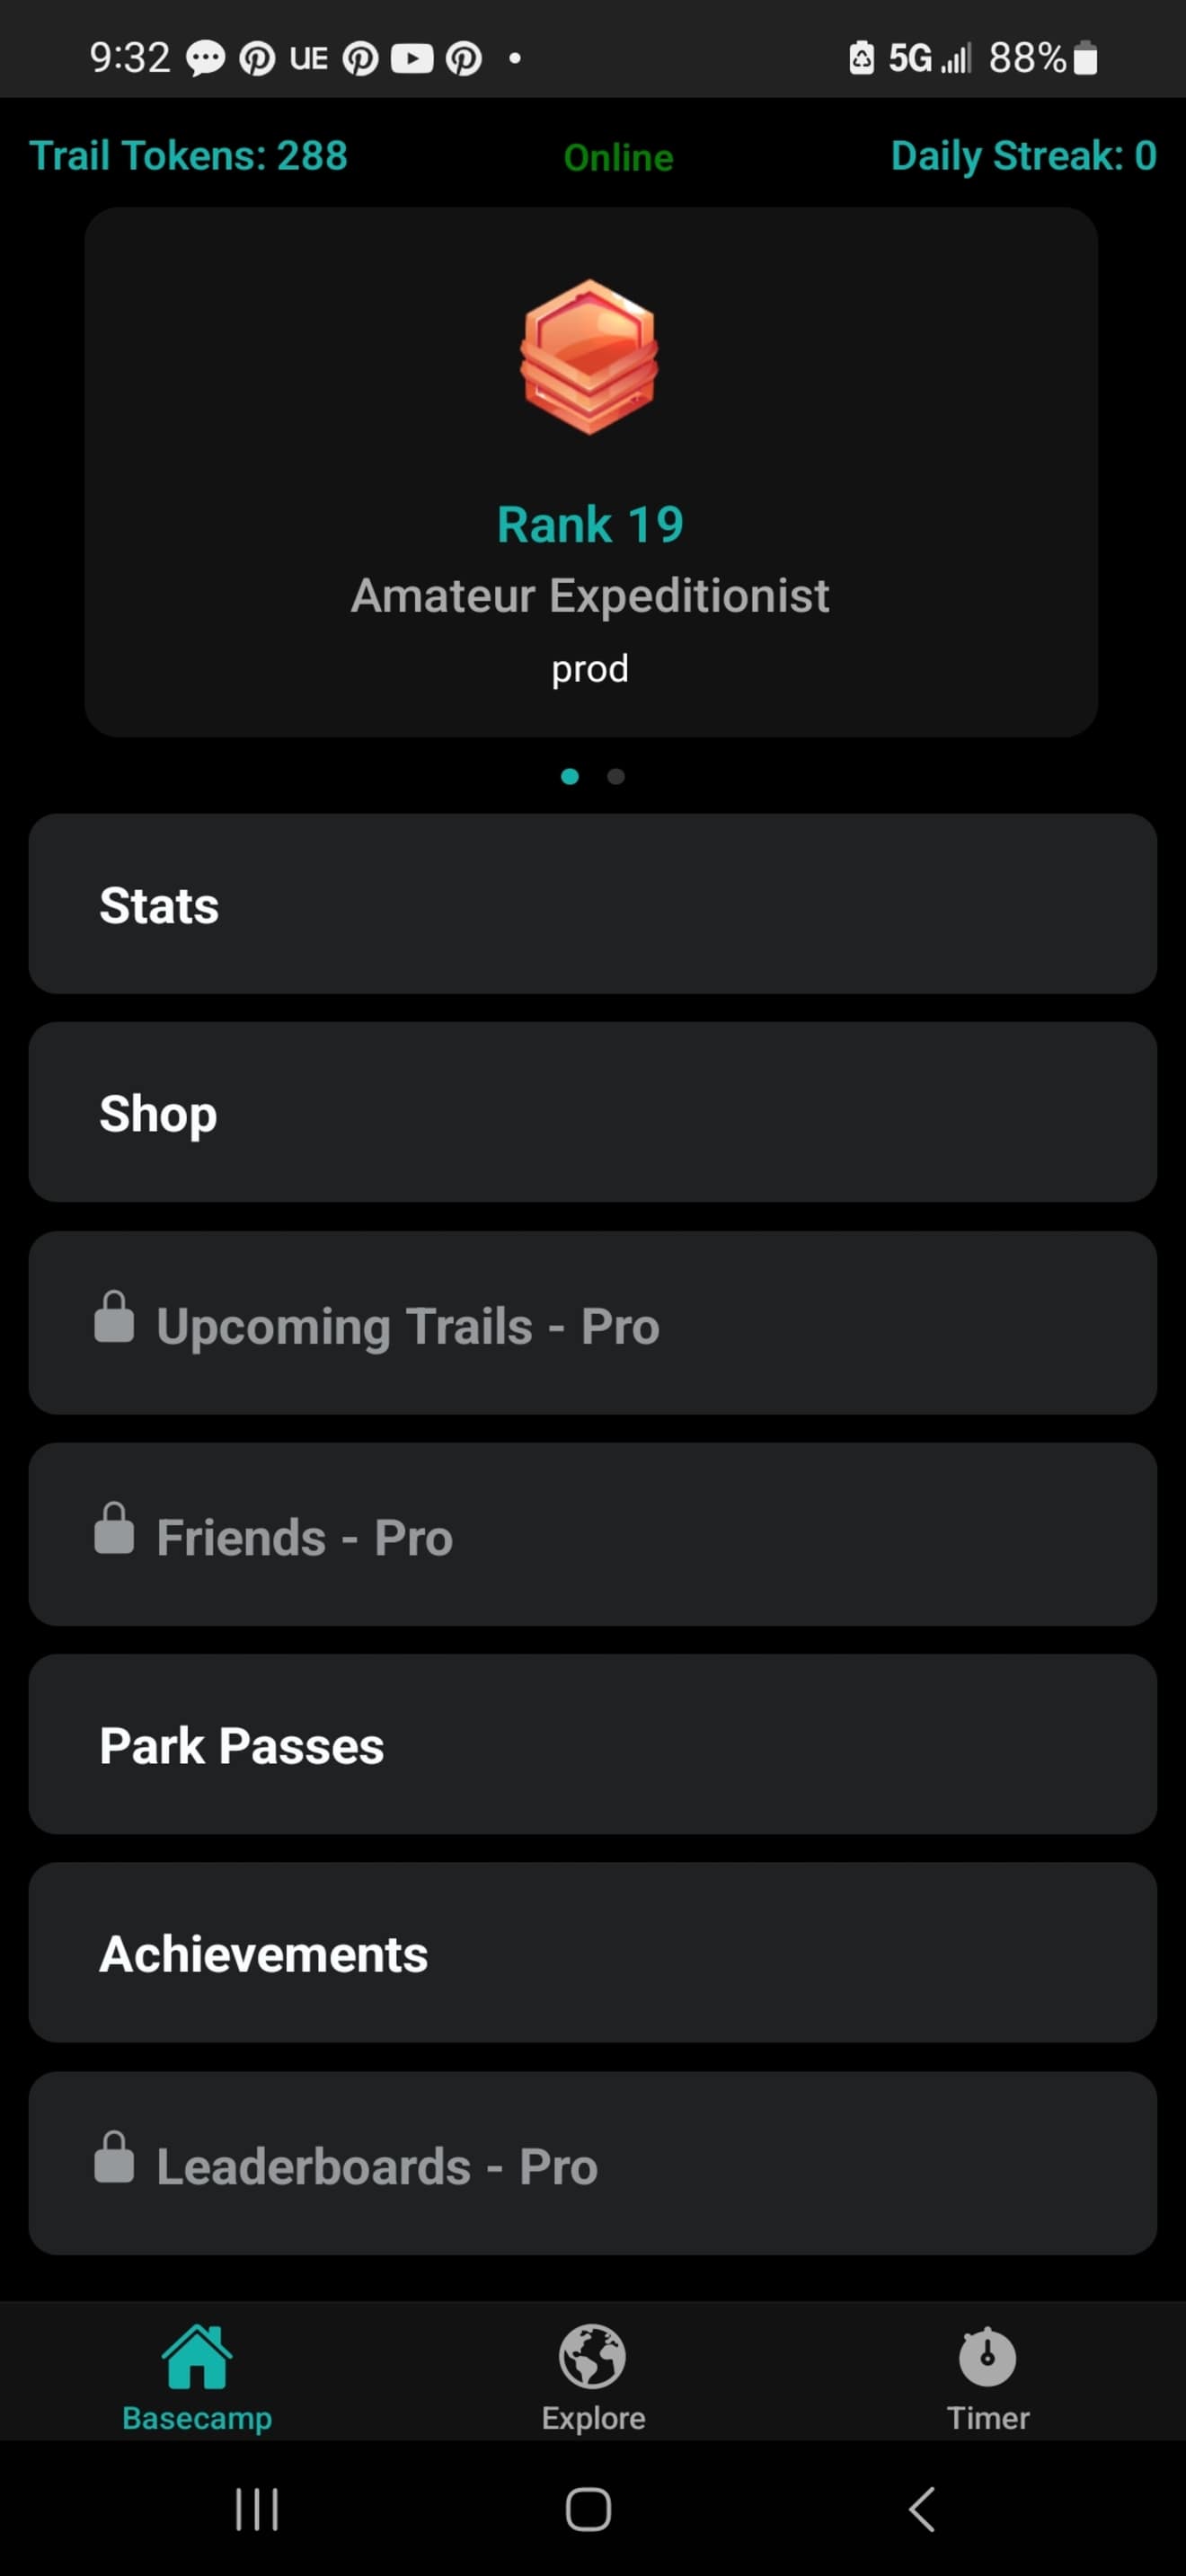 9:32 UE 5G 88%
Trail Tokens: 288 Online Daily Streak: 0
Rank 19
Amateur Expeditionist
prod
Stats
Shop
Upcoming Trails - Pro
Friends - Pro
Park Passes
Achievements
Leaderboards - Pro
Basecamp Explore Timer